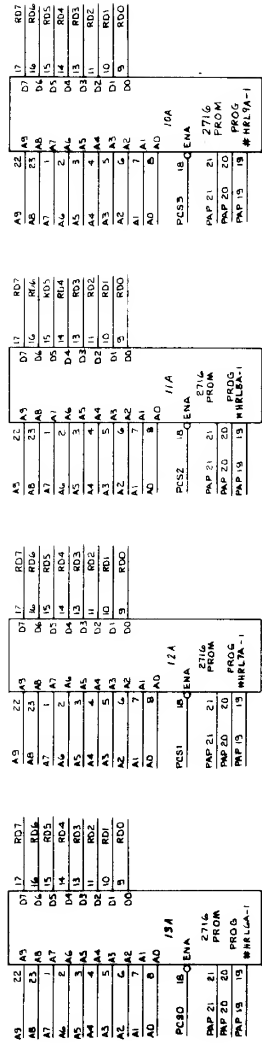 A9 22 A9 D7 17 RD7
A8 23 A8 D6 16 RD6
A7 1 A7 D5 15 RD5
A6 2 A6 D4 14 RD4
A5 3 A5 D3 13 RD3
A4 4 A4 D2 11 RD2
A3 5 A3 D1 10 RD1
A2 6 A2 D0 9 RD0
A1 7 A1
A0 8 A0
13A
PCS0 18 ENA
PAP 21 21 2716
PAP 20 20 PROM
PAP 19 19 PROG
#HRL6A-1
A9 22 A9 D7 17 RD7
A8 23 A8 D6 16 RD6
A7 1 A7 D5 15 RD5
A6 2 A6 D4 14 RD4
A5 3 A5 D3 13 RD3
A4 4 A4 D2 11 RD2
A3 5 A3 D1 10 RD1
A2 6 A2 D0 9 RD0
A1 7 A1
A0 8 A0
12A
PCS1 18 ENA
PAP 21 21 2716
PAP 20 20 PROM
PAP 19 19 PROG
#HRL7A-1
A9 22 A9 D7 17 RD7
A8 23 A8 D6 16 RD6
A7 1 A7 D5 15 RD5
A6 2 A6 D4 14 RD4
A5 3 A5 D3 13 RD3
A4 4 A4 D2 11 RD2
A3 5 A3 D1 10 RD1
A2 6 A2 D0 9 RD0
A1 7 A1
A0 8 A0
11A
PCS2 18 ENA
PAP 21 21 2716
PAP 20 20 PROM
PAP 19 19 PROG
#HRL8A-1
A9 22 A9 D7 17 RD7
A8 23 A8 D6 16 RD6
A7 1 A7 D5 15 RD5
A6 2 A6 D4 14 RD4
A5 3 A5 D3 13 RD3
A4 4 A4 D2 11 RD2
A3 5 A3 D1 10 RD1
A2 6 A2 D0 9 RD0
A1 7 A1
A0 8 A0
10A
PCS3 18 ENA
PAP 21 21 2716
PAP 20 20 PROM
PAP 19 19 PROG
#HRL9A-1